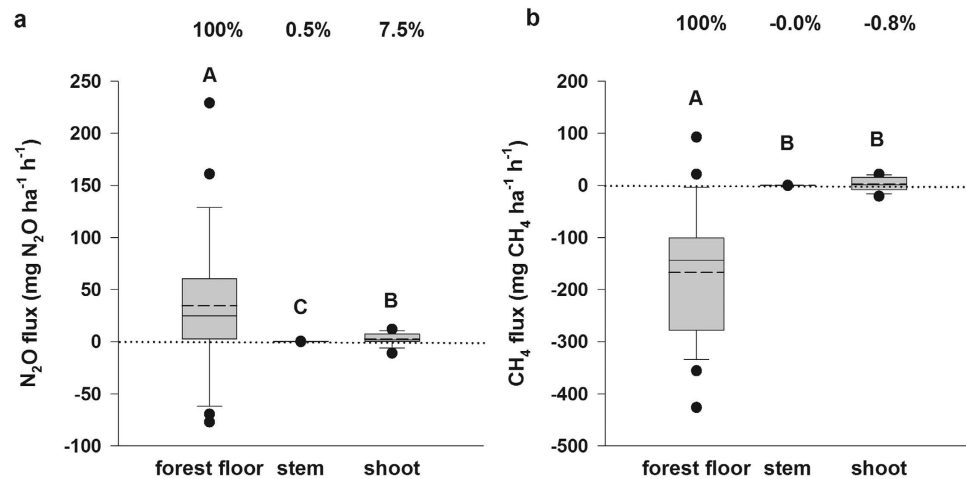 a
100% 0.5% 7.5%
A
C
B
250
200
150
100
50
0
-50
-100
N₂O flux (mg N₂O ha⁻¹ h⁻¹)
forest floor stem shoot
b
100% -0.0% -0.8%
A
B
B
200
100
0
-100
-200
-300
-400
-500
CH₄ flux (mg CH₄ ha⁻¹ h⁻¹)
forest floor stem shoot